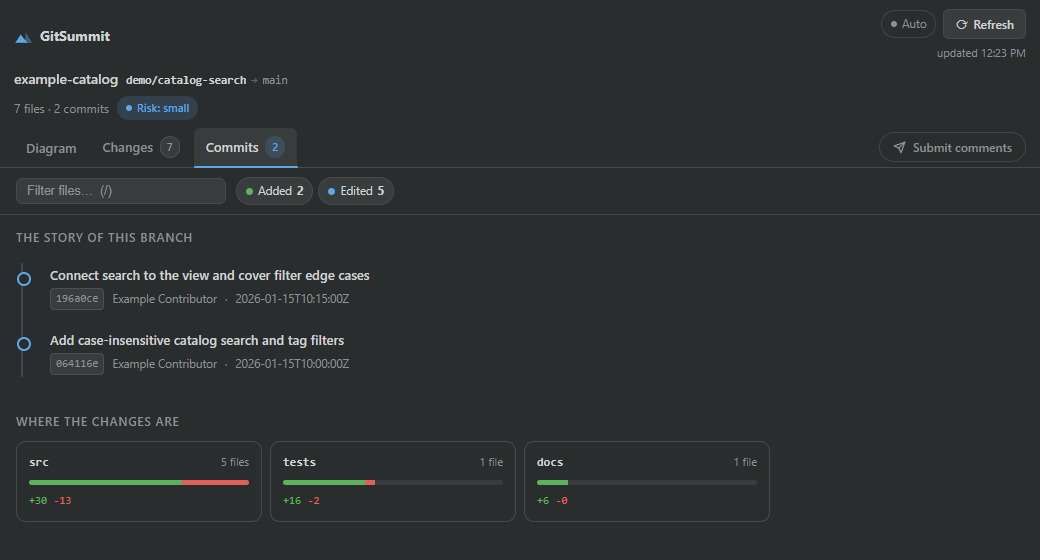 GitSummit
Auto
Refresh
updated 12:23 PM
example-catalog demo/catalog-search → main
7 files · 2 commits Risk: small
Diagram
Changes 7
Commits 2
Submit comments
Filter files... (/)
Added 2
Edited 5
THE STORY OF THIS BRANCH
Connect search to the view and cover filter edge cases
196a0ce Example Contributor · 2026-01-15T10:15:00Z
Add case-insensitive catalog search and tag filters
064116e Example Contributor · 2026-01-15T10:00:00Z
WHERE THE CHANGES ARE
src 5 files
+30 -13
tests 1 file
+16 -2
docs 1 file
+6 -0